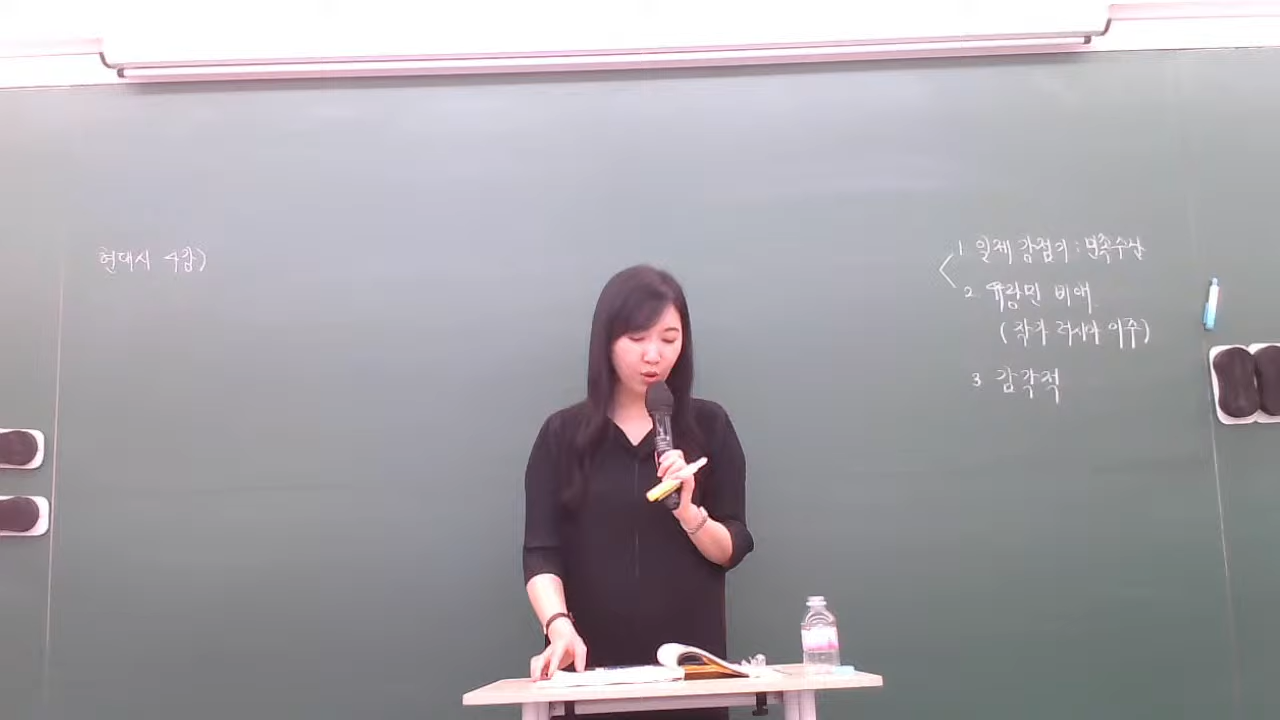 현대시 4강)
1 일제 강점기 : 민족수난
2 유랑민 비애
(작가 러시아 이주)
3 감각적